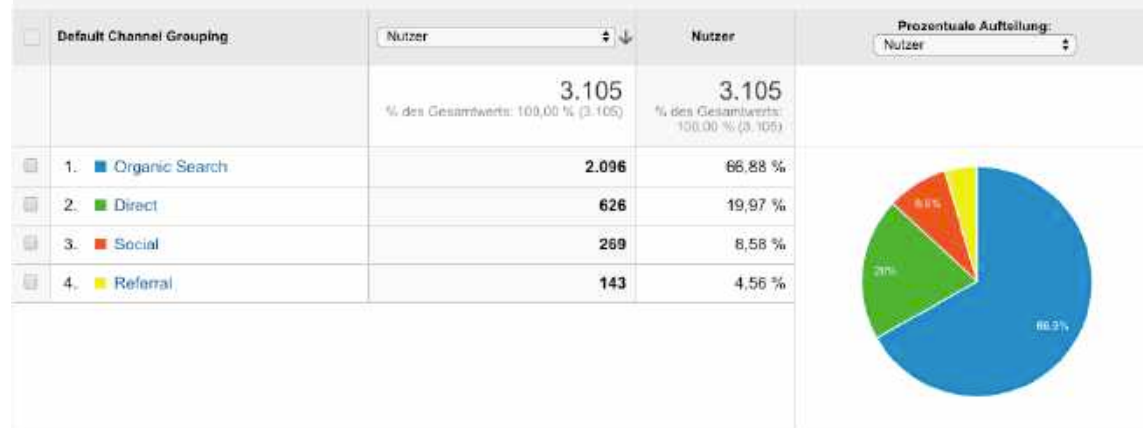 Default Channel Grouping
Nutzer
Nutzer
Prozentuale Aufteilung:
Nutzer
3.105
% des Gesamtwerts: 100,00 % (3.105)
3.105
% des Gesamtwerts:
100,00 % (3.105)
1. Organic Search 2.096 66,88 %
2. Direct 626 19,97 %
3. Social 269 8,58 %
4. Referral 143 4,56 %
8.6%
20%
66.9%